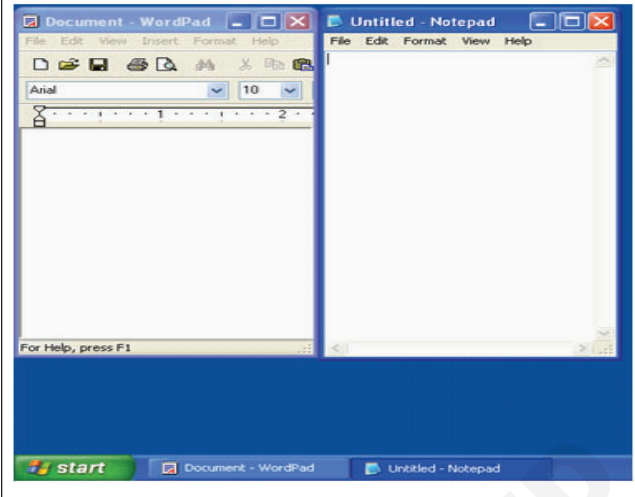 Document - WordPad
File Edit View Insert Format Help
Arial 10
1 2
For Help, press F1
Untitled - Notepad
File Edit Format View Help
start Document - WordPad Untitled - Notepad